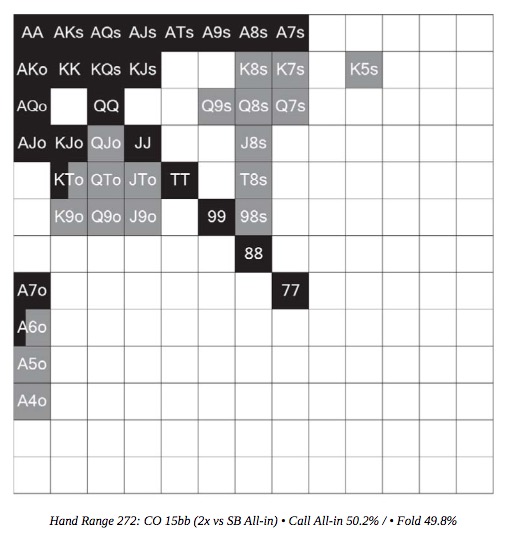 AA AKs AQs AJs ATs A9s A8s A7s
AKo KK KQs KJs K8s K7s K5s
AQo QQ Q9s Q8s Q7s
AJo KJo QJo JJ J8s
KTo QTo JTo TT T8s
K9o Q9o J9o 99 98s
88
A7o 77
A6o
A5o
A4o
Hand Range 272: CO 15bb (2x vs SB All-in) • Call All-in 50.2% / • Fold 49.8%